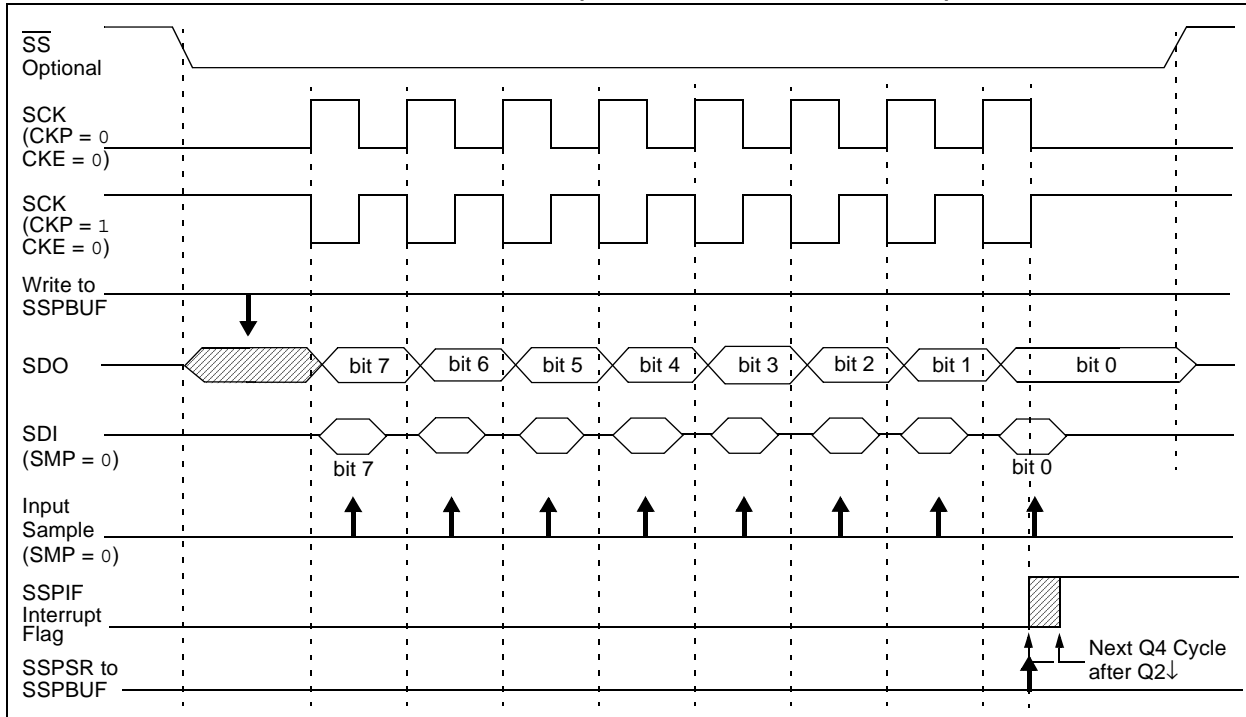 SS
Optional
SCK
(CKP = 0
CKE = 0)
SCK
(CKP = 1
CKE = 0)
Write to
SSPBUF
SDO
bit 7
bit 6
bit 5
bit 4
bit 3
bit 2
bit 1
bit 0
SDI
(SMP = 0)
bit 7
bit 0
Input
Sample
(SMP = 0)
SSPIF
Interrupt
Flag
Next Q4 Cycle
after Q2↓
SSPSR to
SSPBUF